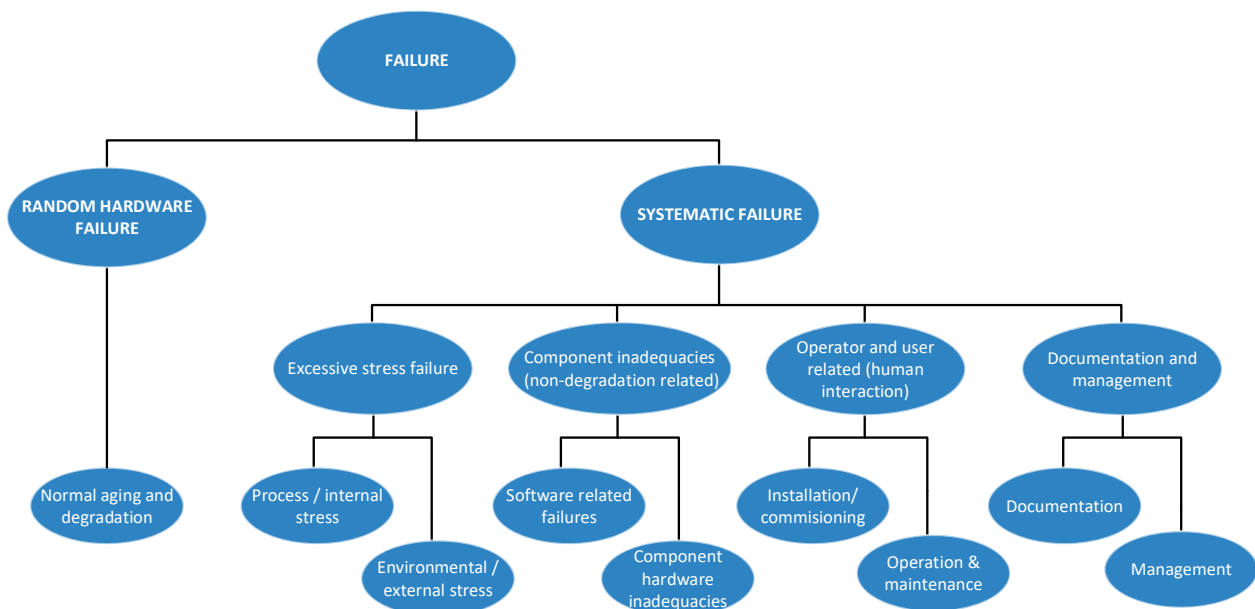 FAILURE
RANDOM HARDWARE
FAILURE
SYSTEMATIC FAILURE
Excessive stress failure
Component inadequacies
(non-degradation related)
Operator and user
related (human
interaction)
Documentation and
management
Normal aging and
degradation
Process / internal
stress
Environmental /
external stress
Software related
failures
Component
hardware
inadequacies
Installation/
commisioning
Operation &
maintenance
Documentation
Management